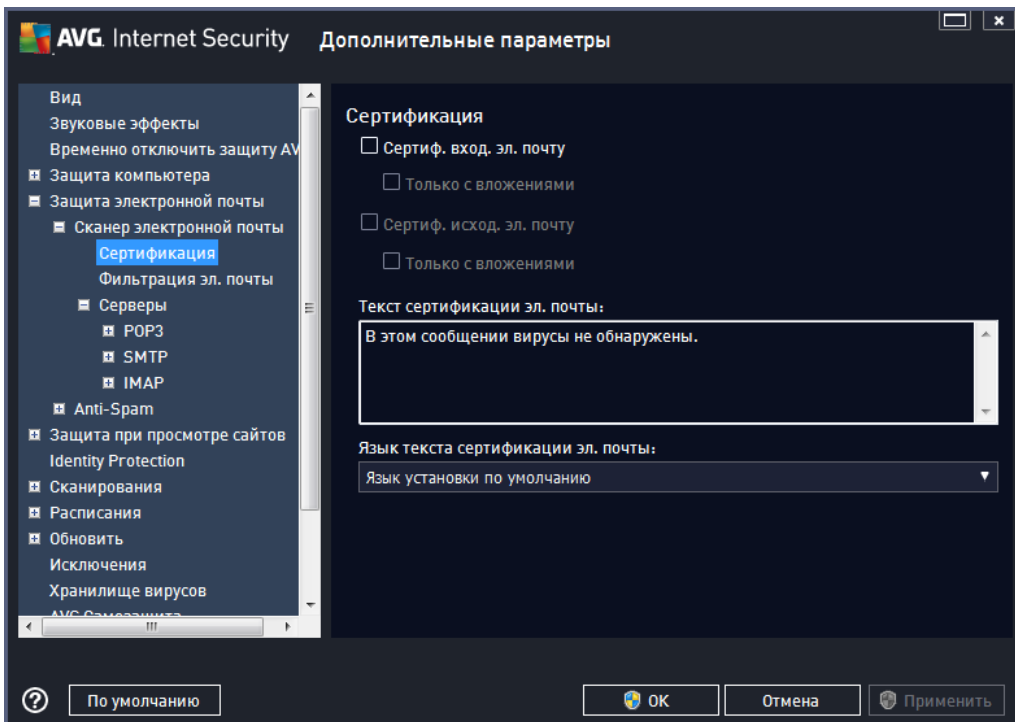 AVG. Internet Security
Дополнительные параметры
Вид
Звуковые эффекты
Временно отключить защиту AV
Защита компьютера
Защита электронной почты
Сканер электронной почты
Сертификация
Фильтрация эл. почты
Серверы
POP3
SMTP
IMAP
Anti-Spam
Защита при просмотре сайтов
Identity Protection
Сканирования
Расписания
Обновить
Исключения
Хранилище вирусов
AVG Самозащита
Сертификация
Сертиф. вход. эл. почту
Только с вложениями
Сертиф. исход. эл. почту
Только с вложениями
Текст сертификации эл. почты:
В этом сообщении вирусы не обнаружены.
Язык текста сертификации эл. почты:
Язык установки по умолчанию
По умолчанию
OK
Отмена
Применить